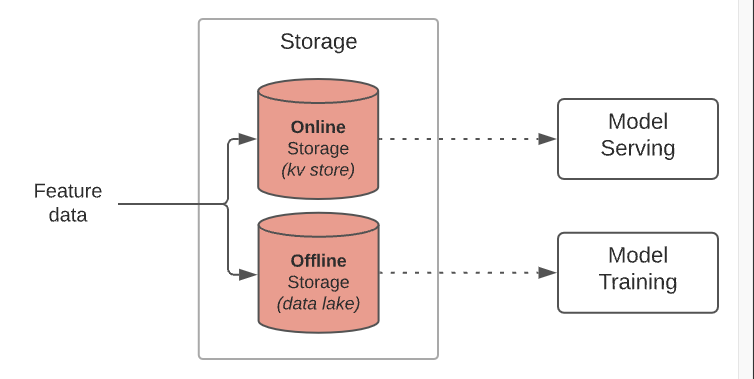 Storage
Online
Storage
(kv store)
Model
Serving
Feature
data
Offline
Storage
(data lake)
Model
Training